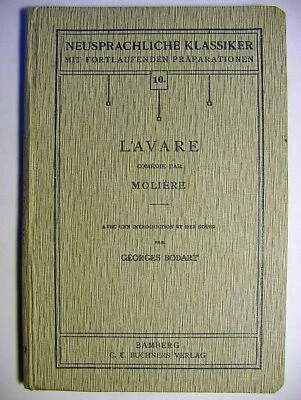 NEUSPRACHLICHE KLASSIKER
MIT FORTLAUFENDEN PRÄPARATIONEN
10.
L'AVARE
COMÉDIE PAR
MOLIÈRE
AVEC UNE INTRODUCTION ET DES NOTES
PAR
GEORGES BODART
BAMBERG
C. C. BUCHNERS VERLAG